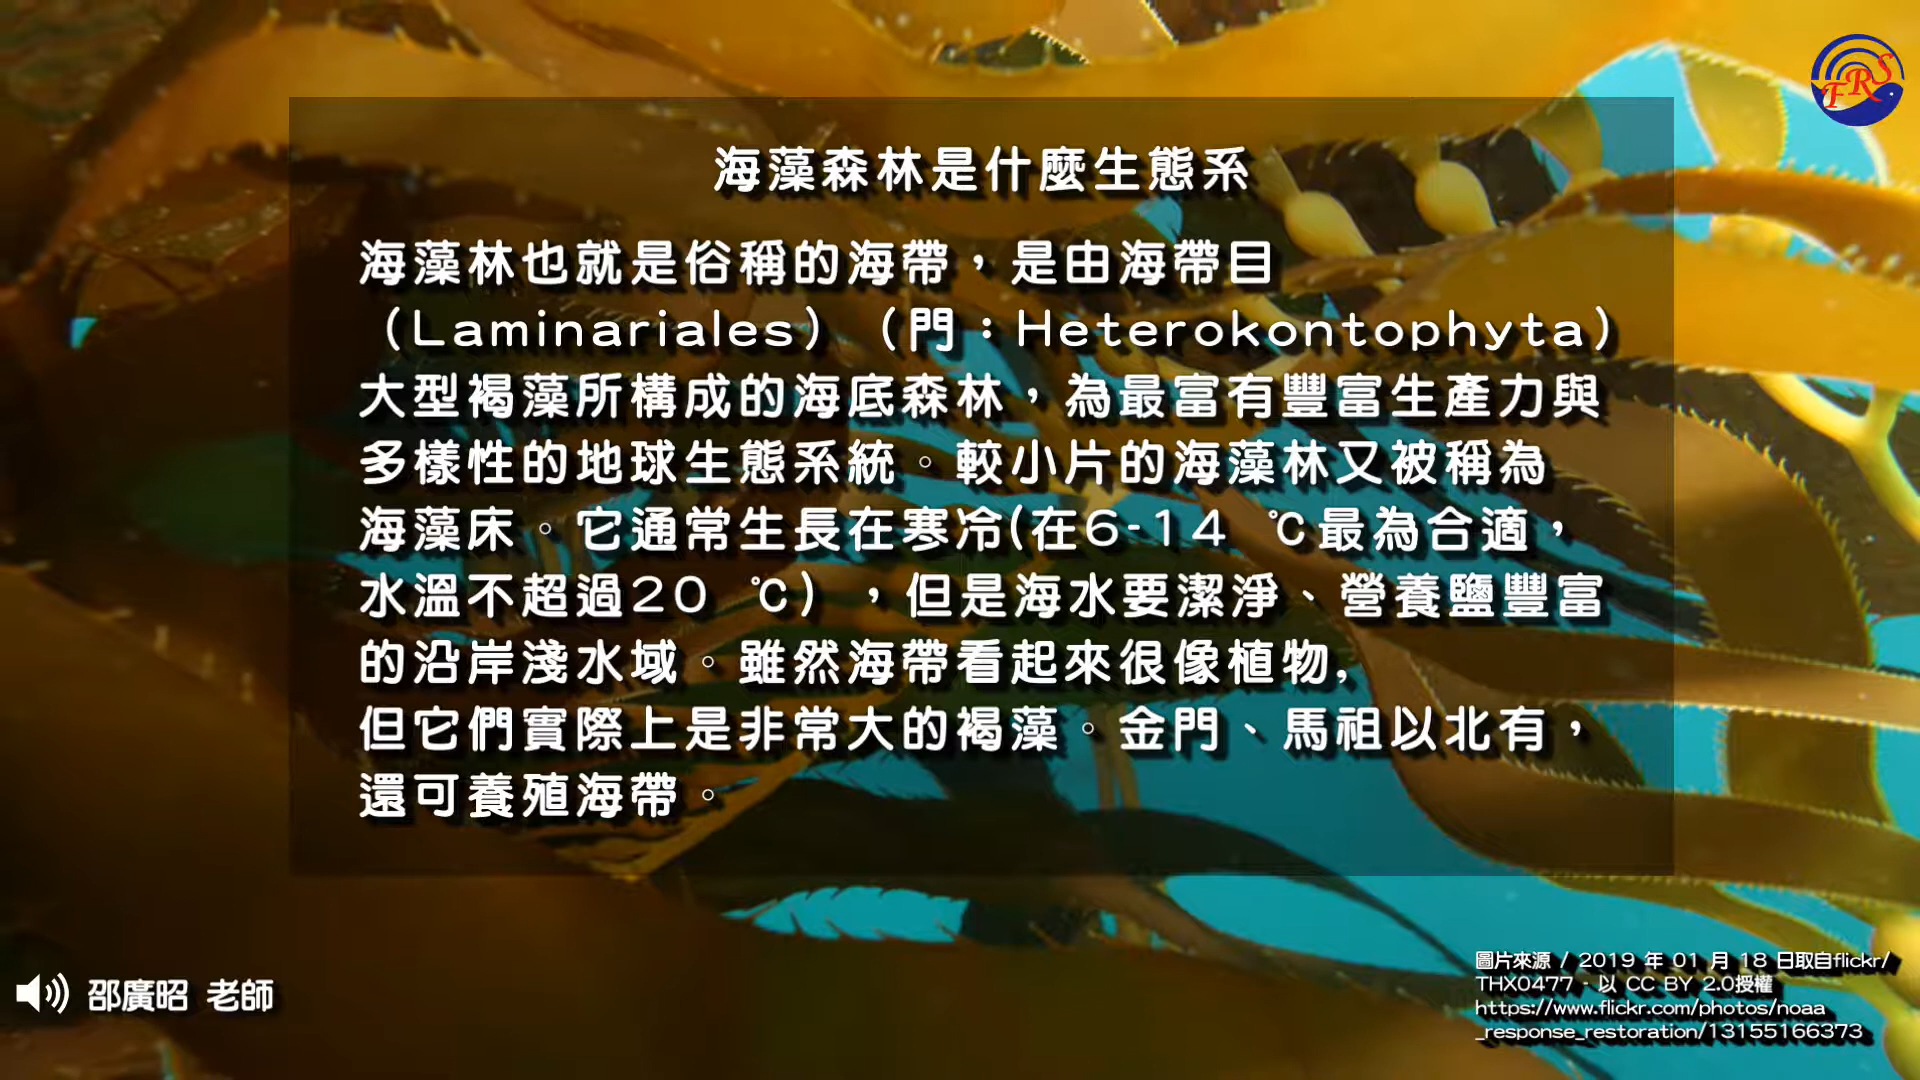 FRS
海藻森林是什麼生態系
海藻林也就是俗稱的海帶，是由海帶目
（Laminariales）（門：Heterokontophyta）
大型褐藻所構成的海底森林，為最富有豐富生產力與
多樣性的地球生態系統。較小片的海藻林又被稱為
海藻床。它通常生長在寒冷(在6-14 ℃最為合適，
水溫不超過20 ℃），但是海水要潔淨、營養鹽豐富
的沿岸淺水域。雖然海帶看起來很像植物,
但它們實際上是非常大的褐藻。金門、馬祖以北有，
還可養殖海帶。
邵廣昭 老師
圖片來源 / 2019 年 01 月 18 日取自flickr/
THX0477 - 以 CC BY 2.0授權
https://www.flickr.com/photos/noaa
_response_restoration/13155166373